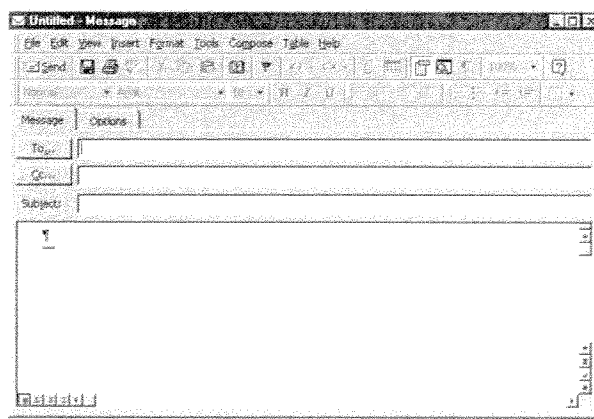 Untitled - Message
File Edit View Insert Format Tools Compose Table Help
Send
Message Options
To...
Cc...
Subject:
¶